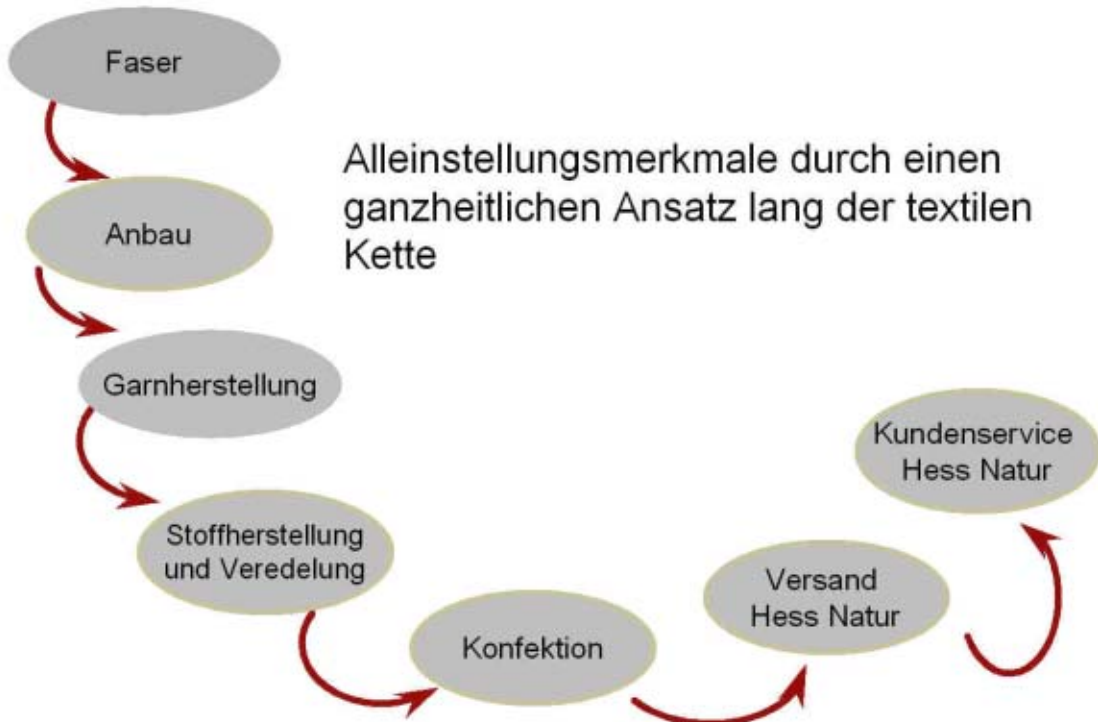 Faser
Alleinstellungsmerkmale durch einen
ganzheitlichen Ansatz lang der textilen
Kette
Anbau
Garnherstellung
Stoffherstellung
und Veredelung
Konfektion
Versand
Hess Natur
Kundenservice
Hess Natur